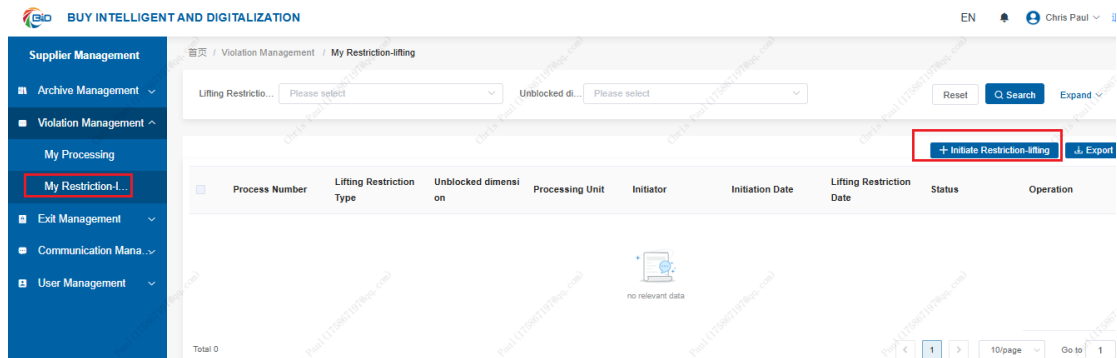 BUY INTELLIGENT AND DIGITALIZATION
EN
Chris Paul
Supplier Management
Archive Management
Violation Management
My Processing
My Restriction-l...
Exit Management
Communication Mana...
User Management
首页 / Violation Management / My Restriction-lifting
Lifting Restrictio... Please select
Unblocked di... Please select
Reset
Search
Expand
+ Initiate Restriction-lifting
Export
Process Number
Lifting Restriction
Type
Unblocked dimensi
on
Processing Unit
Initiator
Initiation Date
Lifting Restriction
Date
Status
Operation
no relevant data
Total 0
< 1 >
10/page
Go to 1